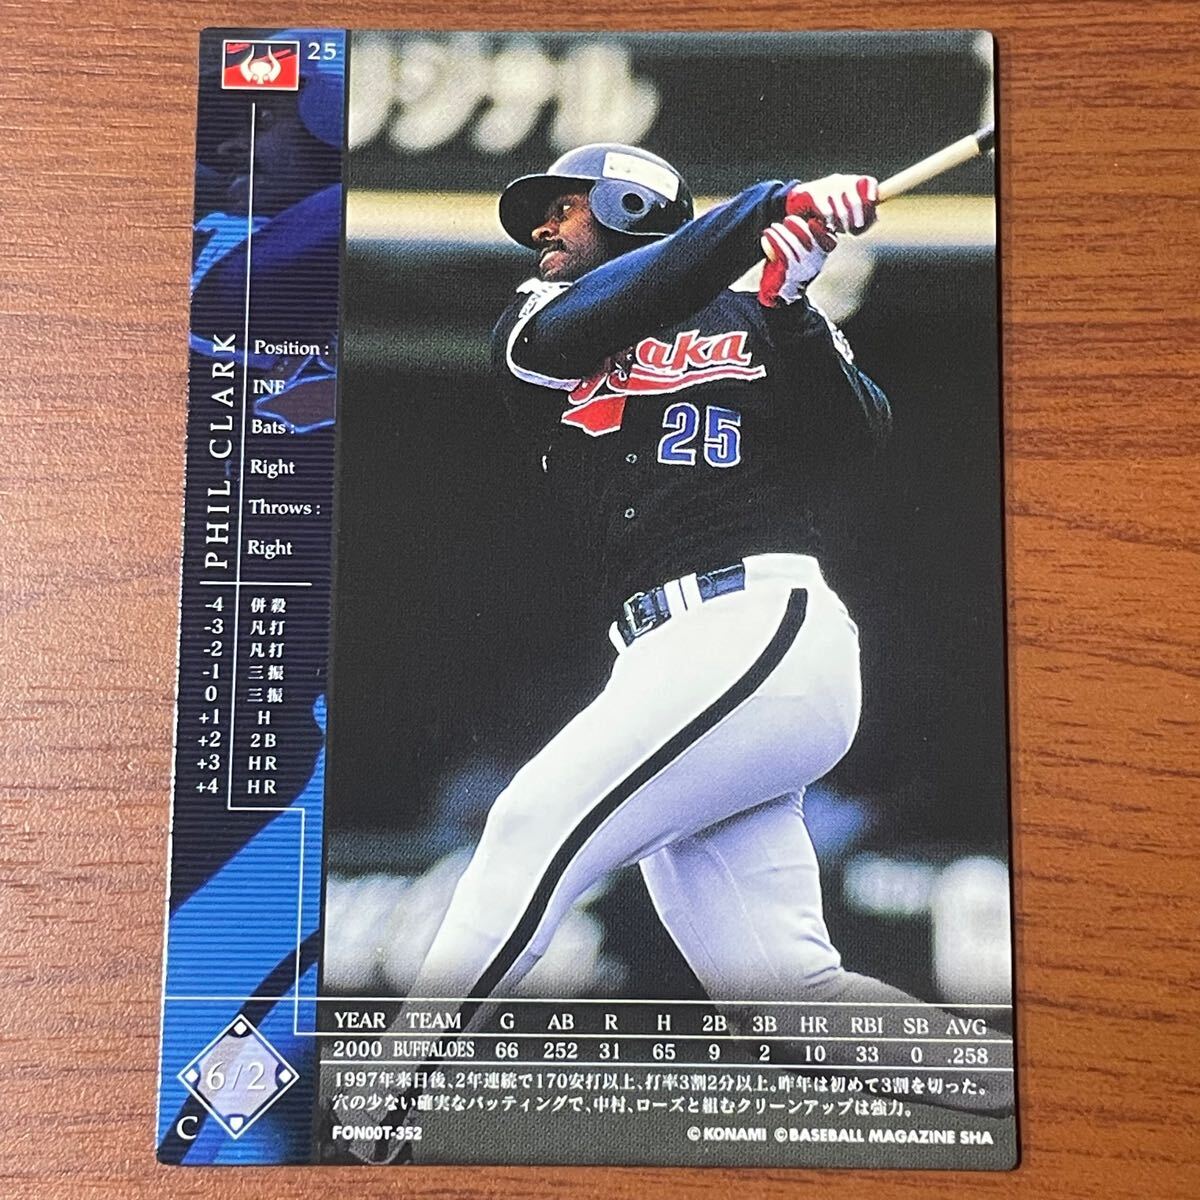 25
PHIL CLARK
Position :
INF
Bats :
Right
Throws :
Right
-4 併殺
-3 凡打
-2 凡打
-1 三振
0 三振
+1 H
+2 2B
+3 HR
+4 HR
aka
25
YEAR TEAM G AB R H 2B 3B HR RBI SB AVG
2000 BUFFALOES 66 252 31 65 9 2 10 33 0 .258
1997年来日後、2年連続で170安打以上、打率3割2分以上。昨年は初めて3割を切った。
穴の少ない確実なバッティングで、中村、ローズと組むクリーンアップは強力。
6/2
C
FON00T-352
©KONAMI ©BASEBALL MAGAZINE SHA